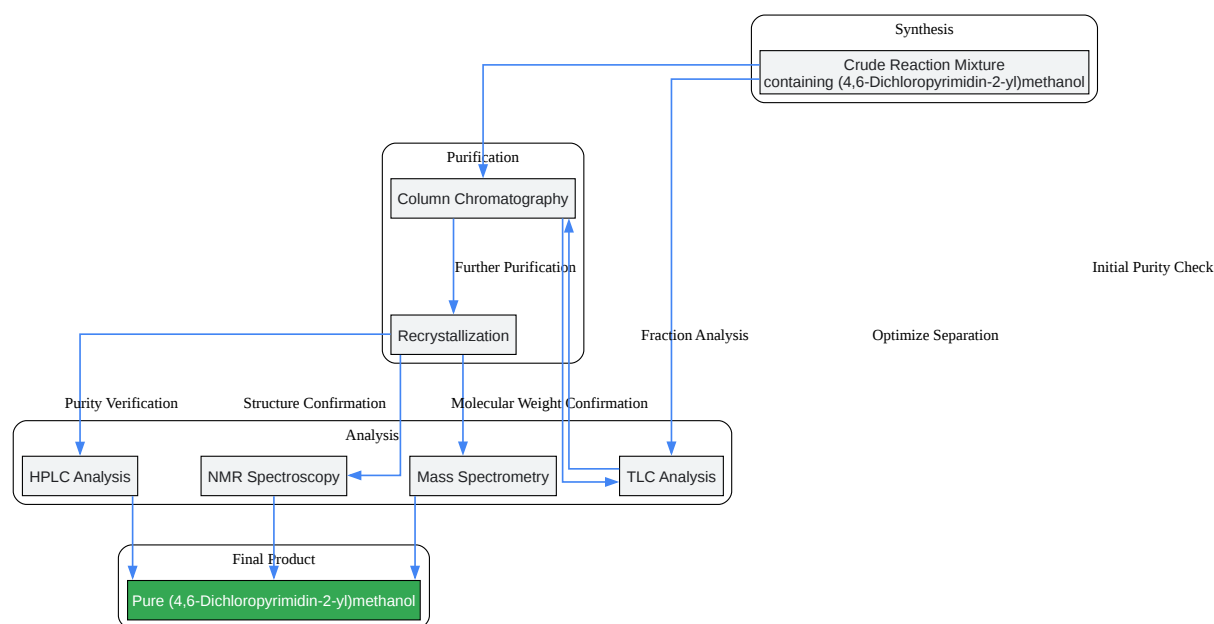 Synthesis
Crude Reaction Mixture
containing (4,6-Dichloropyrimidin-2-yl)methanol
Purification
Column Chromatography
Further Purification
Initial Purity Check
Recrystallization
Fraction Analysis
Optimize Separation
Purity Verification
Structure Confirmation
Molecular Weight Confirmation
Analysis
HPLC Analysis
NMR Spectroscopy
Mass Spectrometry
TLC Analysis
Final Product
Pure (4,6-Dichloropyrimidin-2-yl)methanol